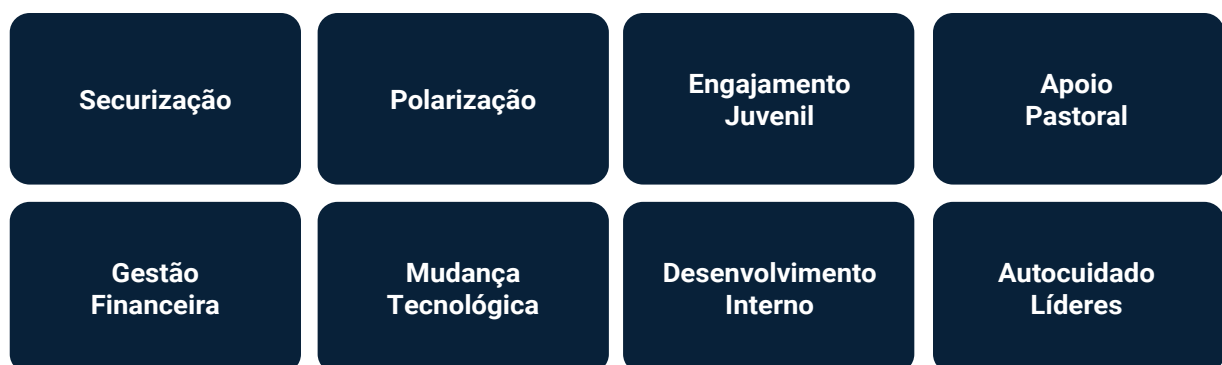 Securização
Polarização
Engajamento
Juvenil
Apoio
Pastoral
Gestão
Financeira
Mudança
Tecnológica
Desenvolvimento
Interno
Autocuidado
Líderes